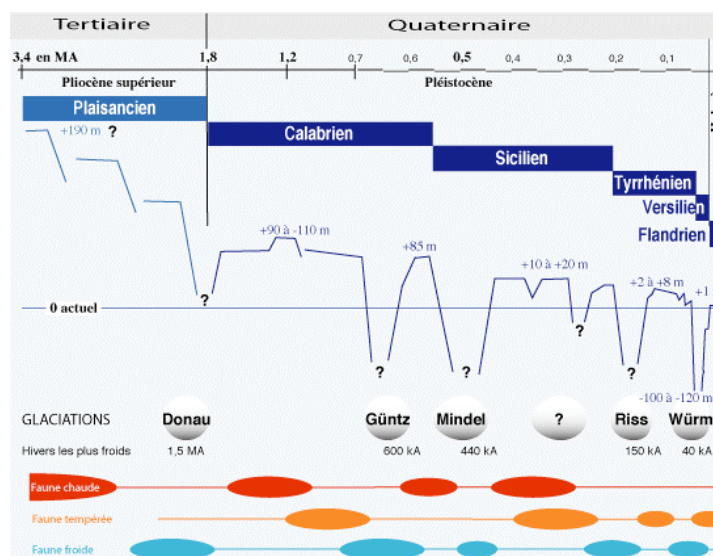 Tertiaire Quaternaire
3,4 en MA 1,8 1,2 0,7 0,6 0,5 0,4 0,3 0,2 0,1
Pliocène supérieur Pléistocène
Plaisancien
Calabrien
+190 m ?
Sicilien
Tyrrhénien
Versilien
Flandrien
+90 à -110 m
+85 m
+10 à +20 m
+2 à +8 m
+1
? 0 actuel
?
? ? ?
-100 à -120 m
GLACIATIONS Donau Güntz Mindel ? Riss Würm
Hivers les plus froids 1,5 MA 600 kA 440 kA 150 kA 40 kA
Faune chaude
Faune tempérée
Faune froide